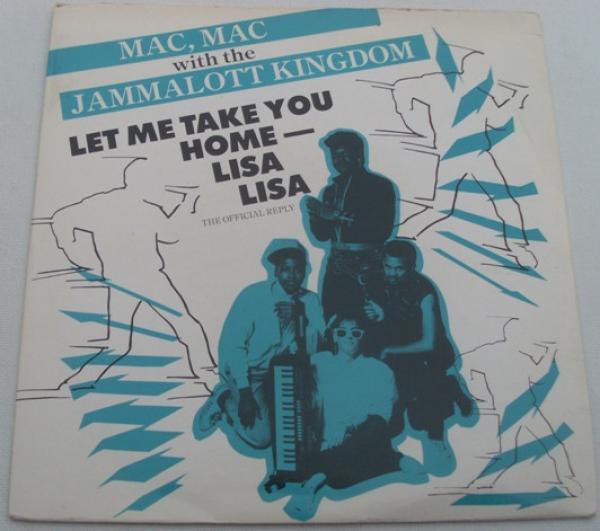 MAC, MAC
with the
JAMMALOTT KINGDOM
LET ME TAKE YOU
HOME —
LISA
LISA
THE OFFICIAL REPLY